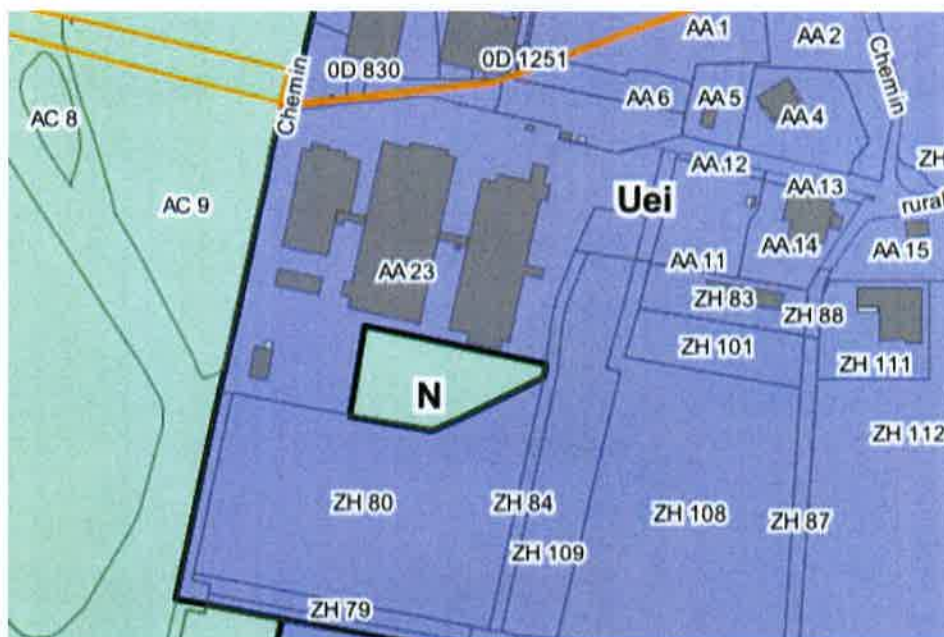 AA 1
AA 2
Chemin
0D 830
0D 1251
Chemin
AA 6
AA 5
AA 4
AC 8
AA 12
ZH
AC 9
Uei
AA 13
rural
AA 14
AA 15
AA 23
AA 11
ZH 83
ZH 88
ZH 101
ZH 111
N
ZH 112
ZH 80
ZH 84
ZH 108
ZH 87
ZH 109
ZH 79